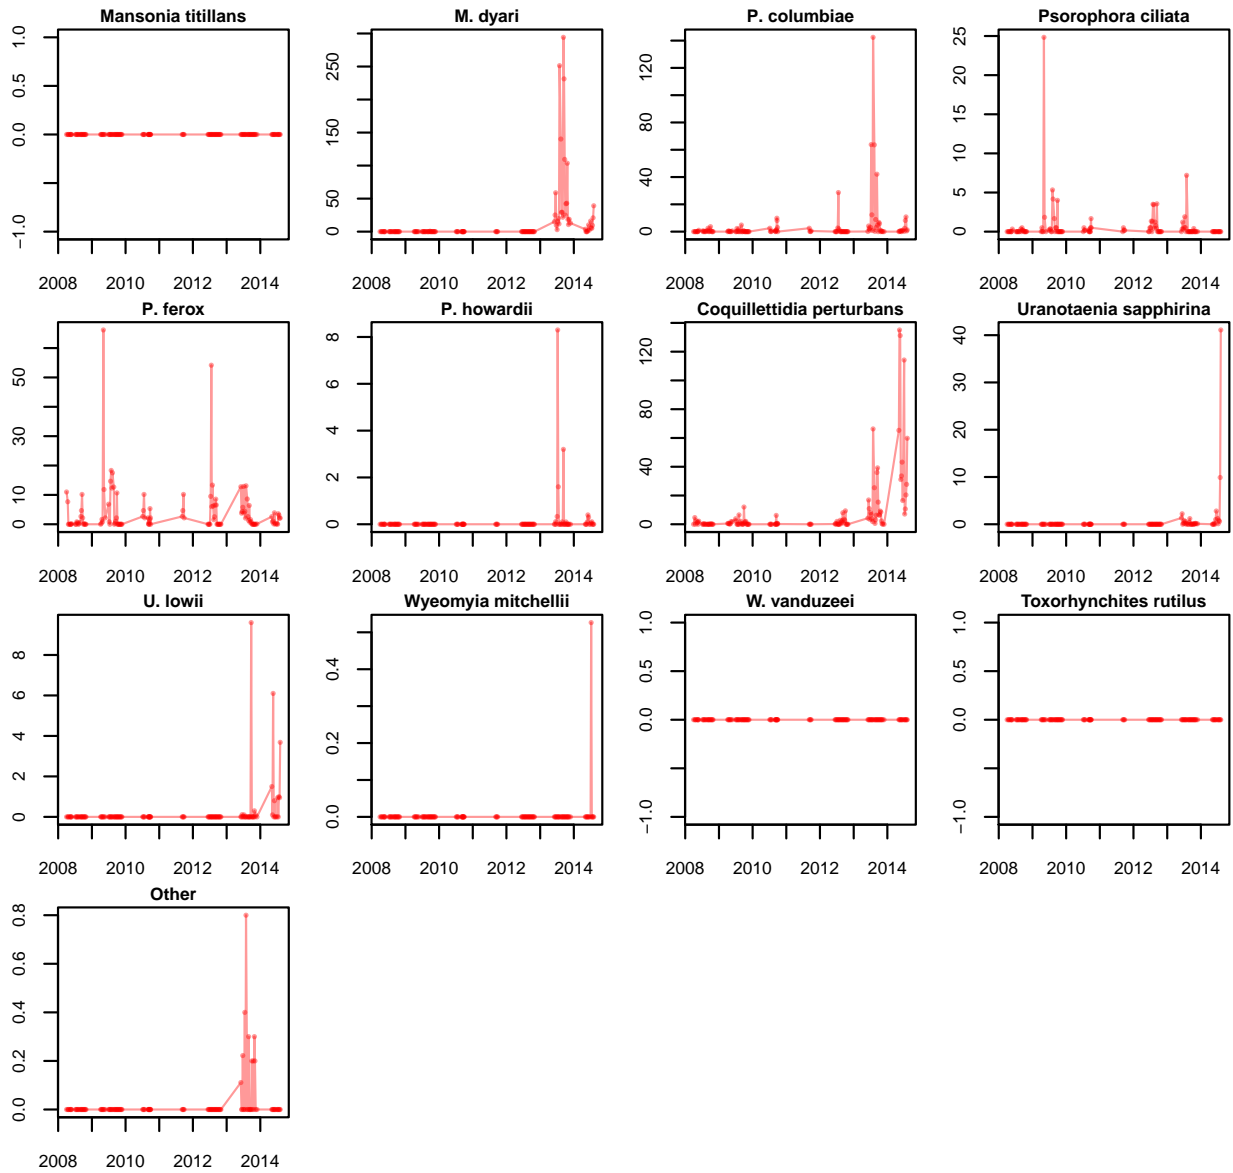 Mansonia titillans M. dyari P. columbiae Psorophora ciliata
1.0 0.5 0.0 −1.0
250 150 50 0
120 80 40 0
25 20 15 10 5 0
2008 2010 2012 2014 2008 2010 2012 2014 2008 2010 2012 2014 2008 2010 2012 2014
P. ferox P. howardii Coquillettidia perturbans Uranotaenia sapphirina
50 30 10 0
8 6 4 2 0
120 80 40 0
40 30 20 10 0
2008 2010 2012 2014 2008 2010 2012 2014 2008 2010 2012 2014 2008 2010 2012 2014
U. lowii Wyeomyia mitchellii W. vanduzeei Toxorhynchites rutilus
8 6 4 2 0
0.4 0.2 0.0
1.0 0.5 0.0 −1.0
1.0 0.5 0.0 −1.0
2008 2010 2012 2014 2008 2010 2012 2014 2008 2010 2012 2014 2008 2010 2012 2014
Other
0.8 0.6 0.4 0.2 0.0
2008 2010 2012 2014